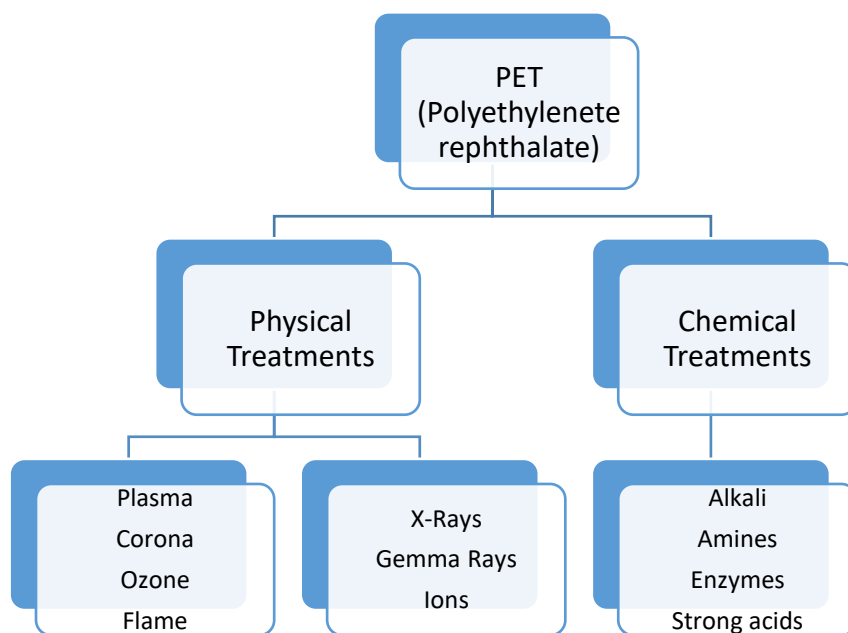 PET
(Polyethylenete
rephthalate)
Physical
Treatments
Chemical
Treatments
Plasma
Corona
Ozone
Flame
X-Rays
Gemma Rays
Ions
Alkali
Amines
Enzymes
Strong acids